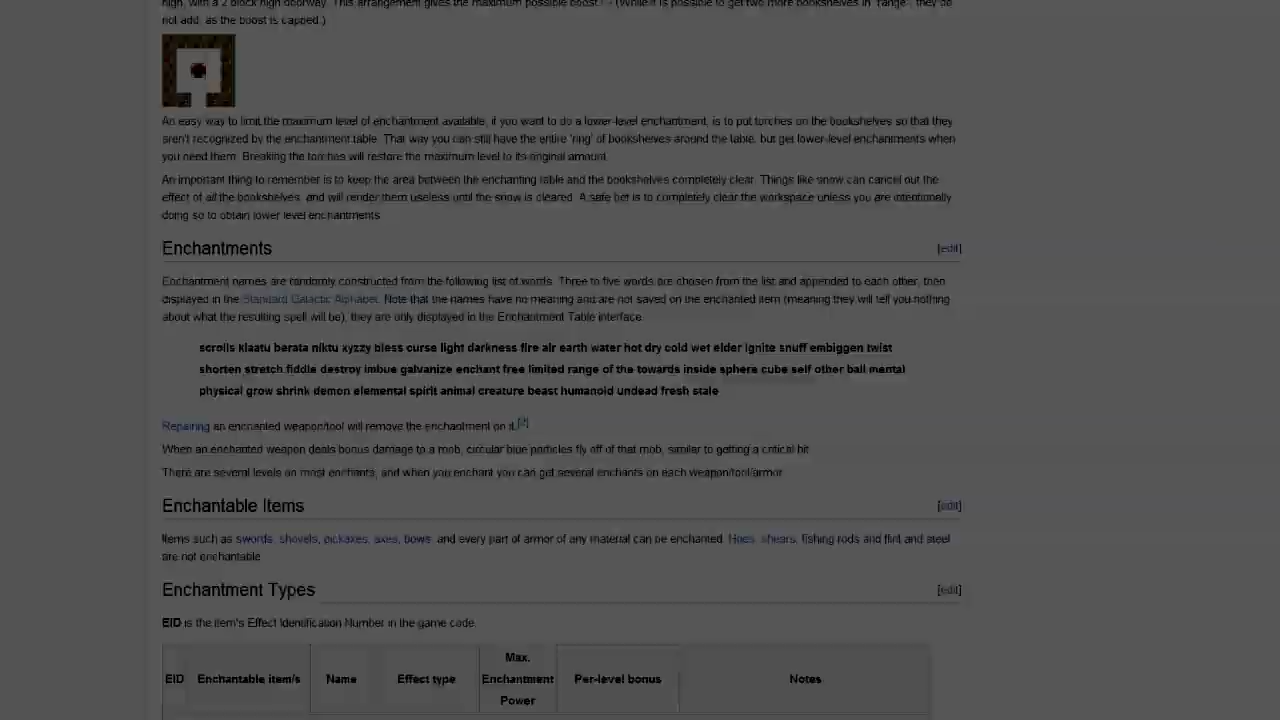 high, with a 2 block high doorway. This arrangement gives the maximum possible boost. (While it is possible to get two more bookshelves in "range", they do
not add, as the boost is capped.)
An easy way to limit the maximum level of enchantment available, if you want to do a lower-level enchantment, is to put torches on the bookshelves so that they
aren't recognized by the enchantment table. That way you can still have the entire 'ring' of bookshelves around the table, but get lower-level enchantments when
you need them. Breaking the torches will restore the maximum level to its original amount.
An important thing to remember is to keep the area between the enchanting table and the bookshelves completely clear. Things like snow can cancel out the
effect of all the bookshelves, and will render them useless until the snow is cleared. A safe bet is to completely clear the workspace unless you are intentionally
doing so to obtain lower level enchantments.
Enchantments [edit]
Enchantment names are randomly constructed from the following list of words. Three to five words are chosen from the list and appended to each other, then
displayed in the Standard Galactic Alphabet. Note that the names have no meaning and are not saved on the enchanted item (meaning they will tell you nothing
about what the resulting spell will be), they are only displayed in the Enchantment Table interface.
scrolls klaatu berata niktu xyzzy bless curse light darkness fire air earth water hot dry cold wet elder ignite snuff embiggen twist
shorten stretch fiddle destroy imbue galvanize enchant free limited range of the towards inside sphere cube self other ball mental
physical grow shrink demon elemental spirit animal creature beast humanoid undead fresh stale
Repairing an enchanted weapon/tool will remove the enchantment on it.
When an enchanted weapon deals bonus damage to a mob, circular blue particles fly off of that mob, similar to getting a critical hit.
There are several levels on most enchants, and when you enchant you can get several enchants on each weapon/tool/armor.
Enchantable Items [edit]
Items such as swords, shovels, pickaxes, axes, bows, and every part of armor of any material can be enchanted. Hoes, shears, fishing rods and flint and steel
are not enchantable.
Enchantment Types [edit]
EID is the item's Effect Identification Number in the game code.
EID Enchantable item/s Name Effect type Max. Enchantment Power Per-level bonus Notes